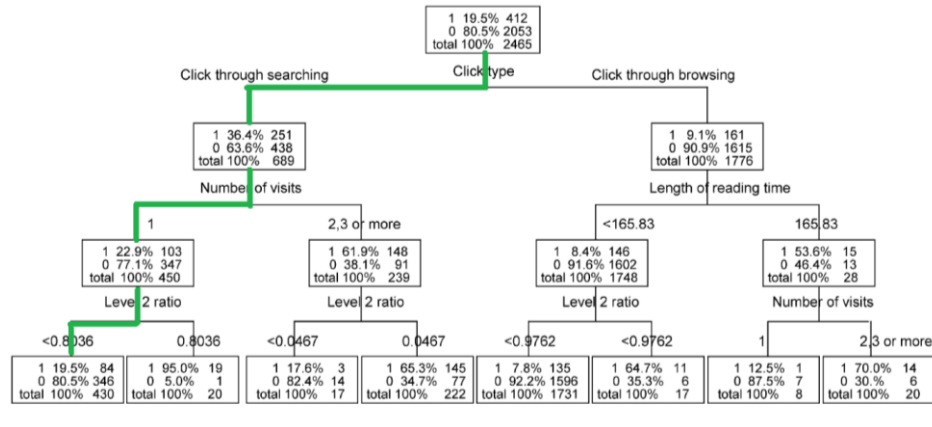 1 19.5% 412
0 80.5% 2053
total 100% 2465
Click type
Click through searching
Click through browsing
1 36.4% 251
0 63.6% 438
total 100% 689
1 9.1% 161
0 90.9% 1615
total 100% 1776
Number of visits
Length of reading time
1
2,3 or more
<165.83
165.83
1 22.9% 103
0 77.1% 347
total 100% 450
1 61.9% 148
0 38.1% 91
total 100% 239
1 8.4% 146
0 91.6% 1602
total 100% 1748
1 53.6% 15
0 46.4% 13
total 100% 28
Level 2 ratio
Level 2 ratio
Level 2 ratio
Number of visits
<0.8036
0.8036
<0.0467
0.0467
<0.9762
<0.9762
1
2,3 or more
1 19.5% 84
0 80.5% 346
total 100% 430
1 95.0% 19
0 5.0% 1
total 100% 20
1 17.6% 3
0 82.4% 14
total 100% 17
1 65.3% 145
0 34.7% 77
total 100% 222
1 7.8% 135
0 92.2% 1596
total 100% 1731
1 64.7% 11
0 35.3% 6
total 100% 17
1 12.5% 1
0 87.5% 7
total 100% 8
1 70.0% 14
0 30.% 6
total 100% 20